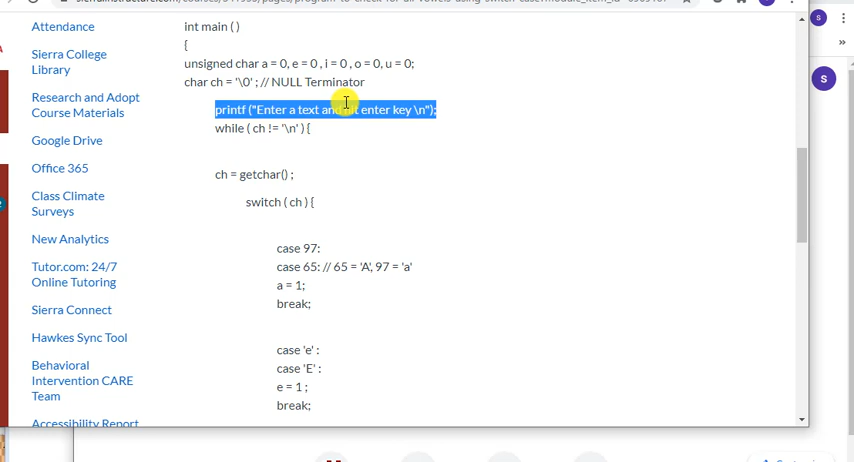 Attendance
Sierra College
Library
Research and Adopt
Course Materials
Google Drive
Office 365
Class Climate
Surveys
New Analytics
Tutor.com: 24/7
Online Tutoring
Sierra Connect
Hawkes Sync Tool
Behavioral
Intervention CARE
Team
Accessibility Report
int main ( )
{
unsigned char a = 0, e = 0 , i = 0 , o = 0, u = 0;
char ch = '\0' ; // NULL Terminator
printf ("Enter a text and hit enter key \n");
while ( ch != '\n' ) {
ch = getchar() ;
switch ( ch ) {
case 97:
case 65: // 65 = 'A', 97 = 'a'
a = 1;
break;
case 'e' :
case 'E' :
e = 1 ;
break;
S
S